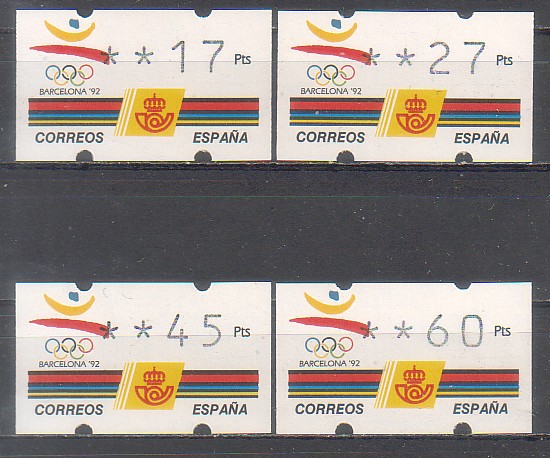 **17 Pts
BARCELONA '92
CORREOS ESPAÑA
**27 Pts
BARCELONA '92
CORREOS ESPAÑA
**45 Pts
BARCELONA '92
CORREOS ESPAÑA
**60 Pts
BARCELONA '92
CORREOS ESPAÑA